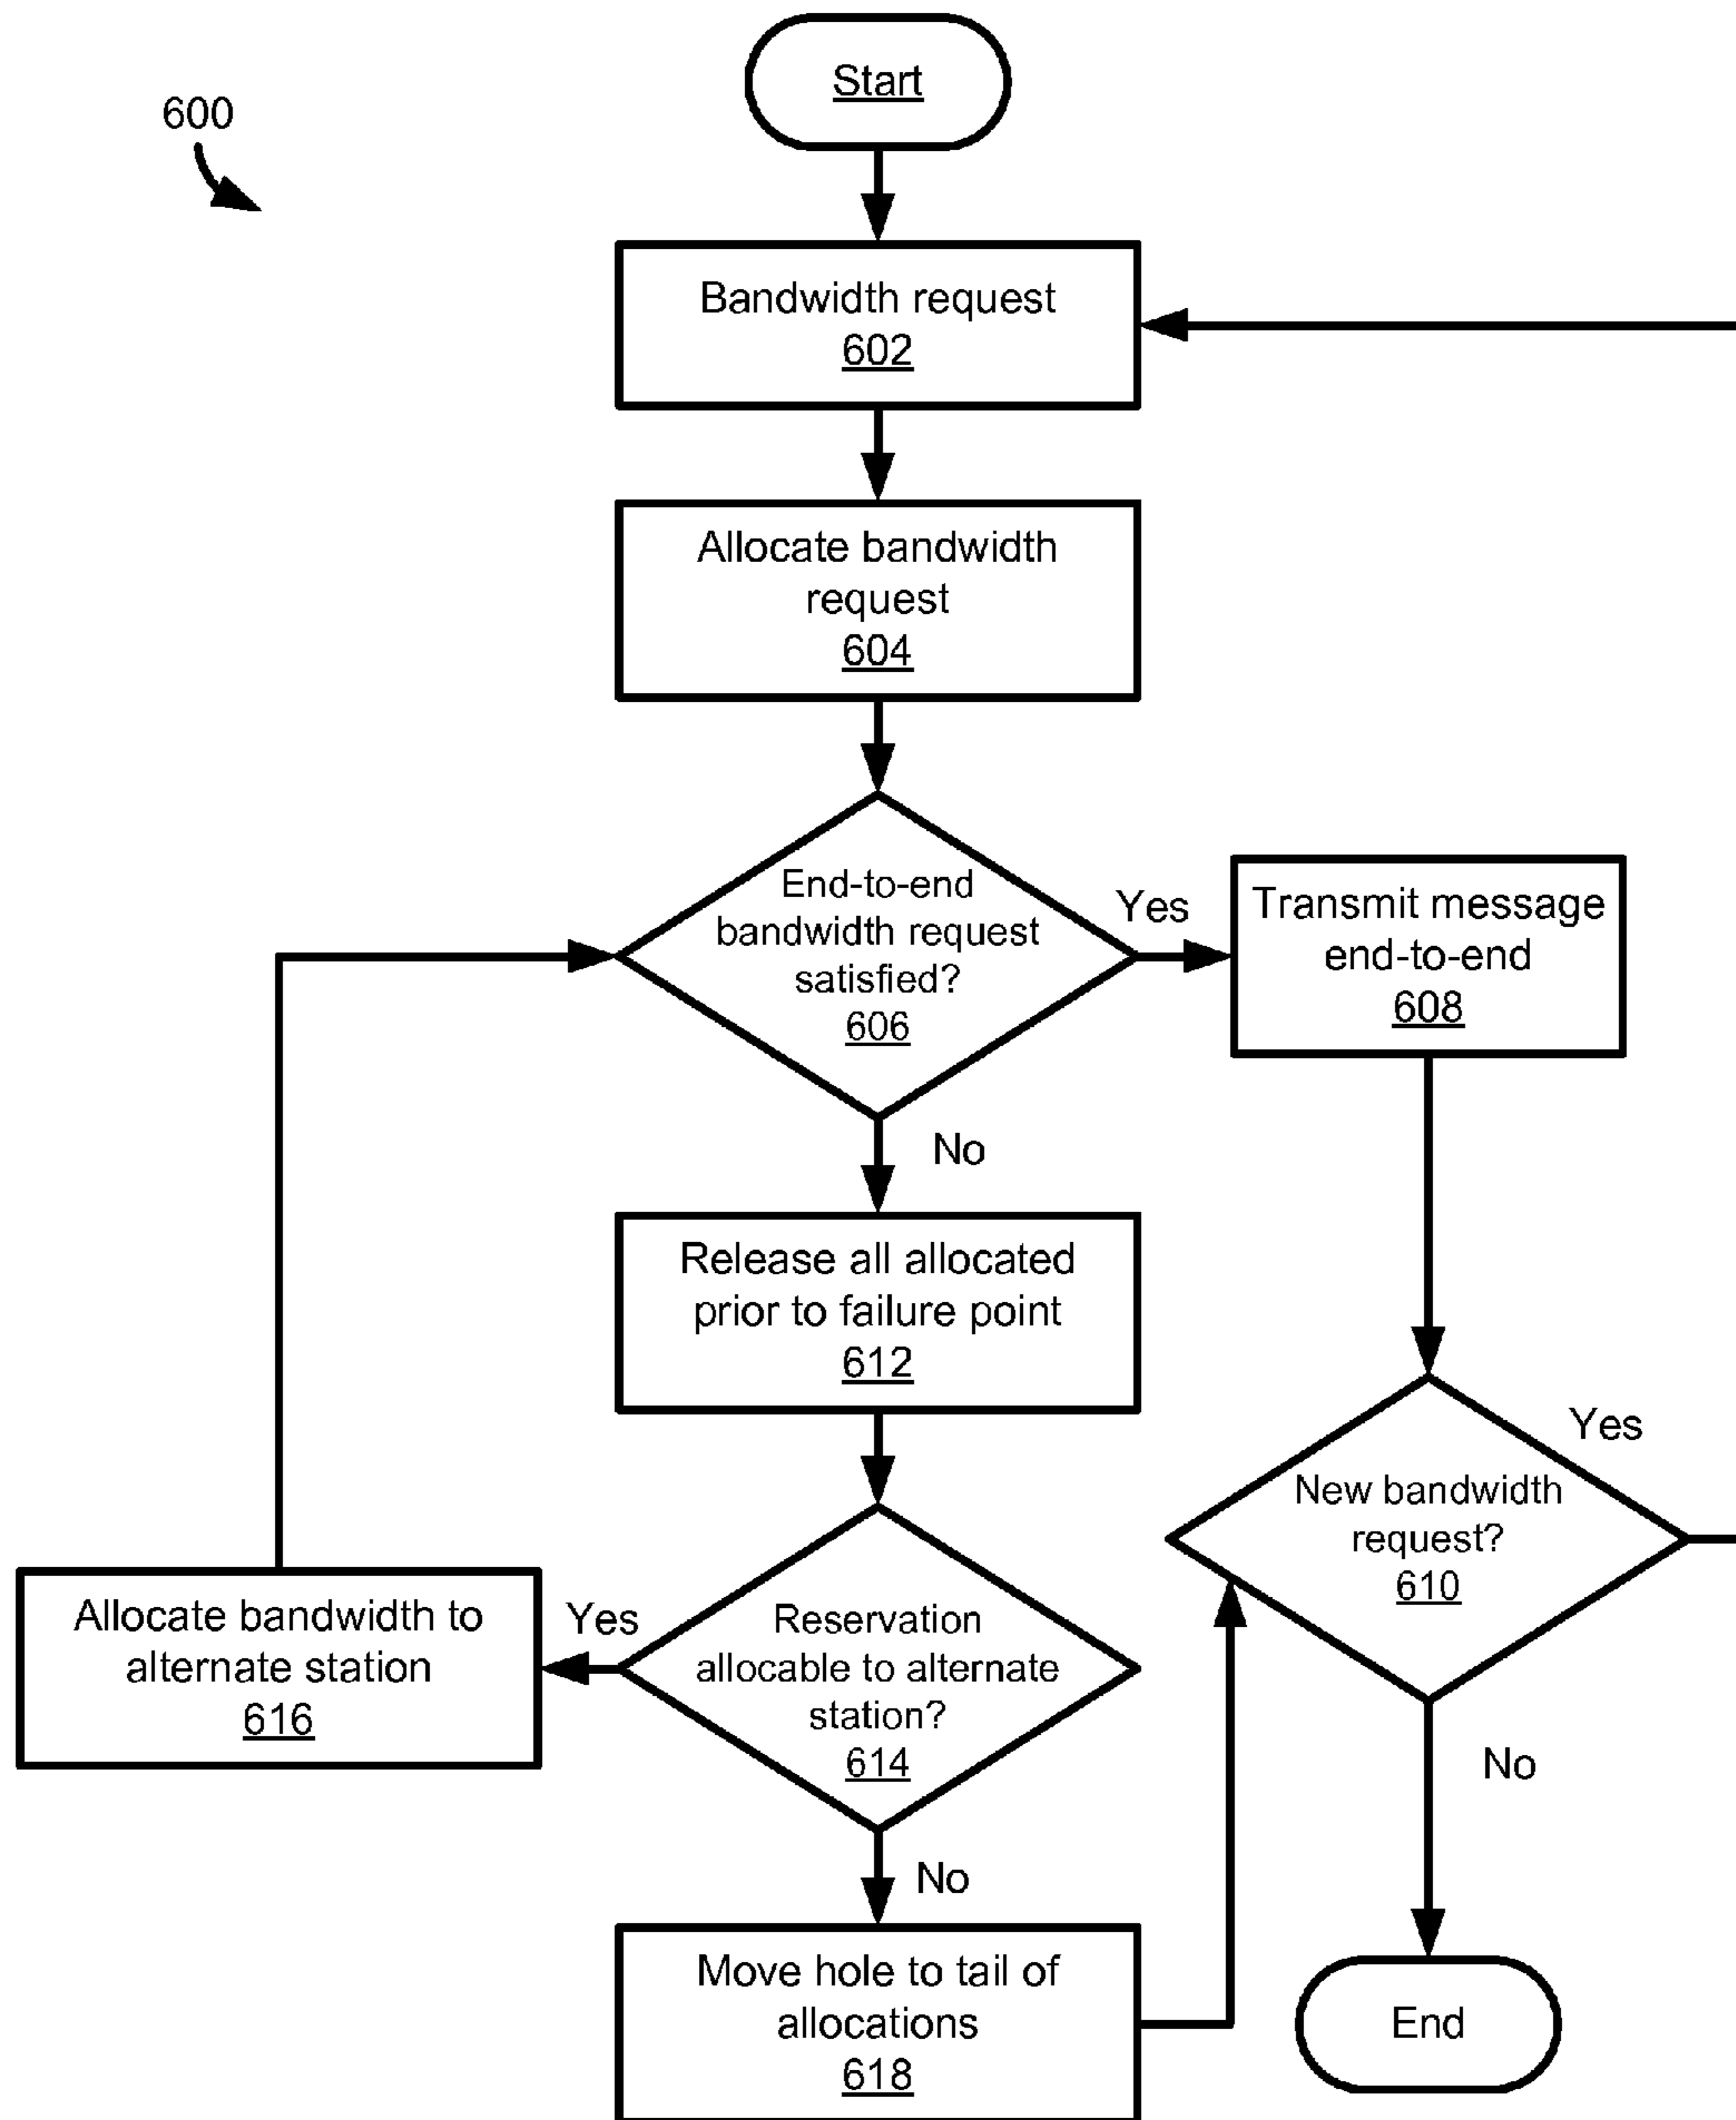 Start
600
Bandwidth request
602
Allocate bandwidth
request
604
End-to-end
bandwidth request
satisfied?
606
Yes
Transmit message
end-to-end
608
No
Release all allocated
prior to failure point
612
Yes
New bandwidth
request?
610
Allocate bandwidth to
alternate station
616
Yes
Reservation
allocable to alternate
station?
614
No
No
Move hole to tail of
allocations
618
End